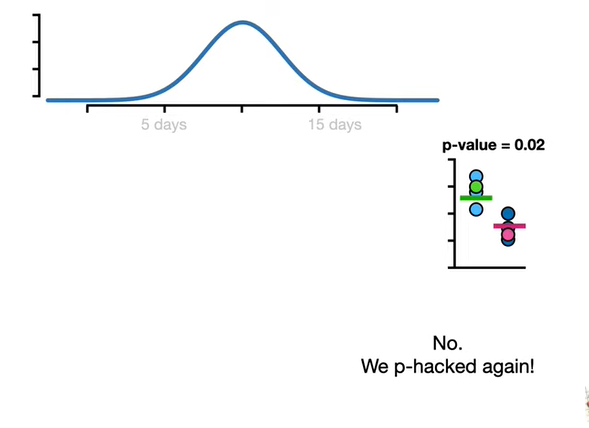 5 days
15 days
p-value = 0.02
No.
We p-hacked again!